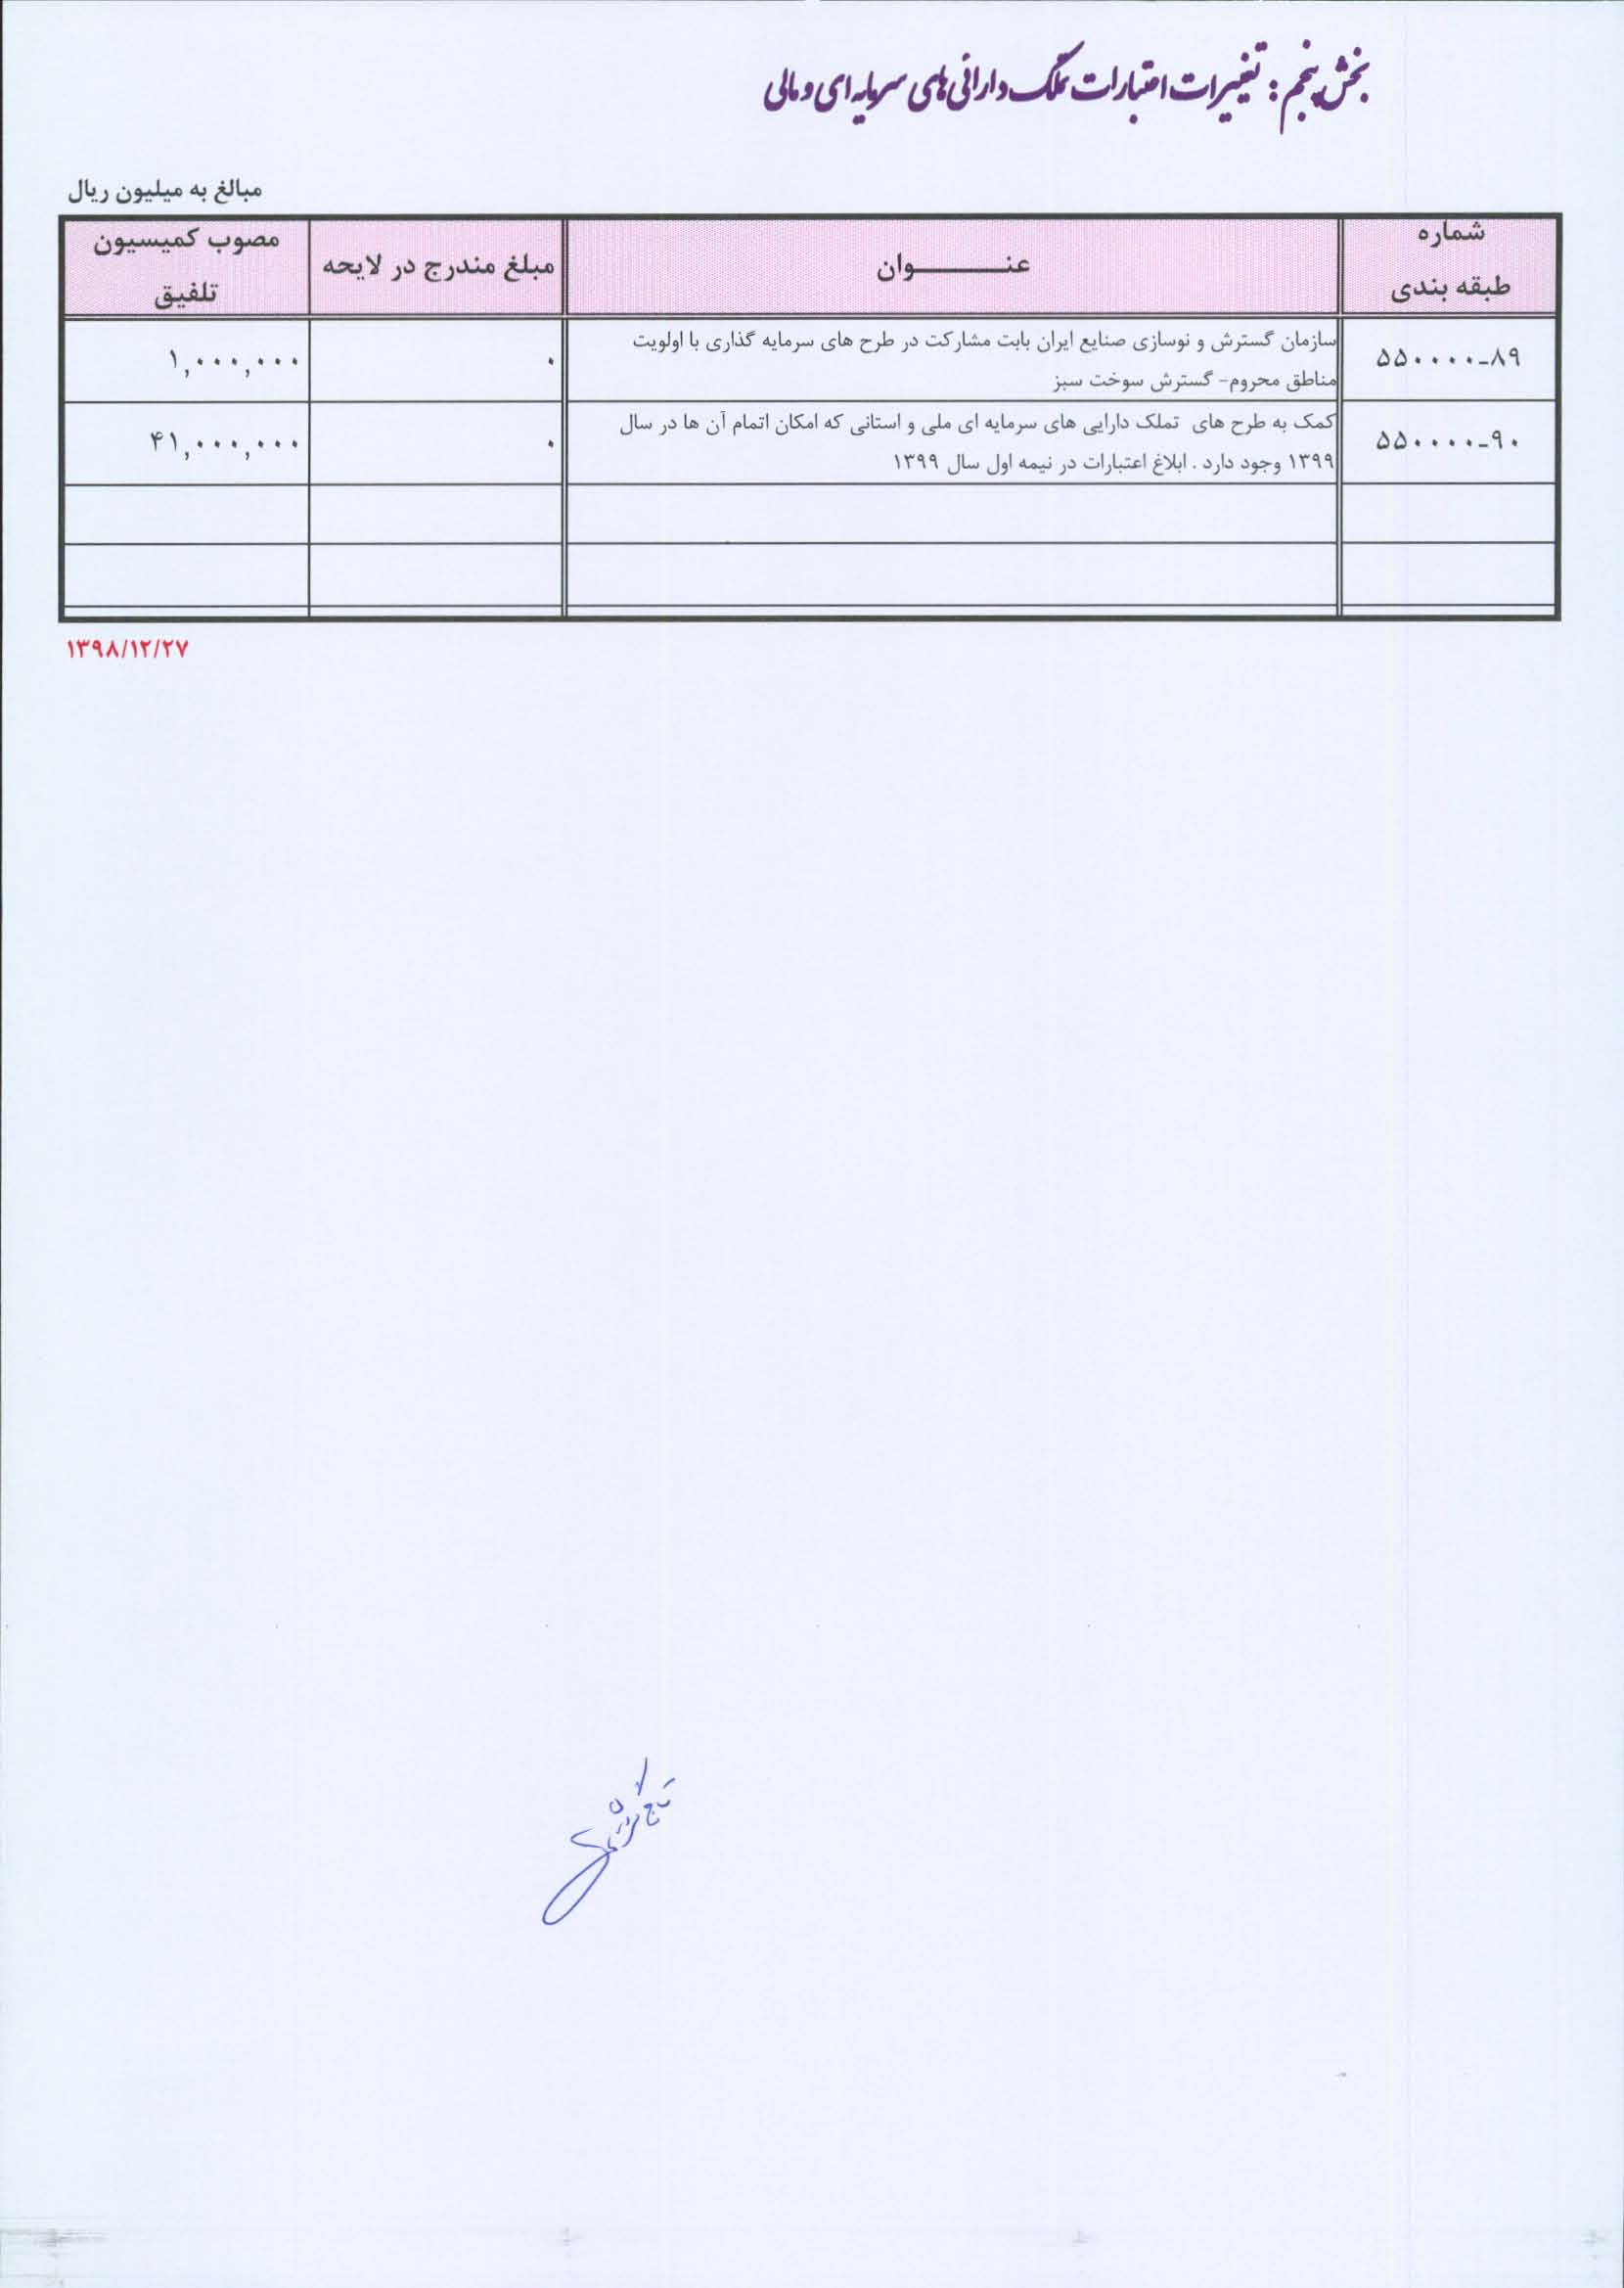 بخش پنجم : تغییرات اعتبارات تملک دارائی های سرمایه ای و مالی
مبالغ به میلیون ریال
شماره طبقه بندی
عنـــــــــوان
مبلغ مندرج در لایحه
مصوب کمیسیون تلفیق
۵۵۰۰۰۰-۸۹
سازمان گسترش و نوسازی صنایع ایران بابت مشارکت در طرح های سرمایه گذاری با اولویت
مناطق محروم- گسترش سوخت سبز
۰
۱,۰۰۰,۰۰۰
۵۵۰۰۰۰-۹۰
کمک به طرح های تملک دارایی های سرمایه ای ملی و استانی که امکان اتمام آن ها در سال
۱۳۹۹ وجود دارد . ابلاغ اعتبارات در نیمه اول سال ۱۳۹۹
۰
۴۱,۰۰۰,۰۰۰
۱۳۹۸/۱۲/۲۷